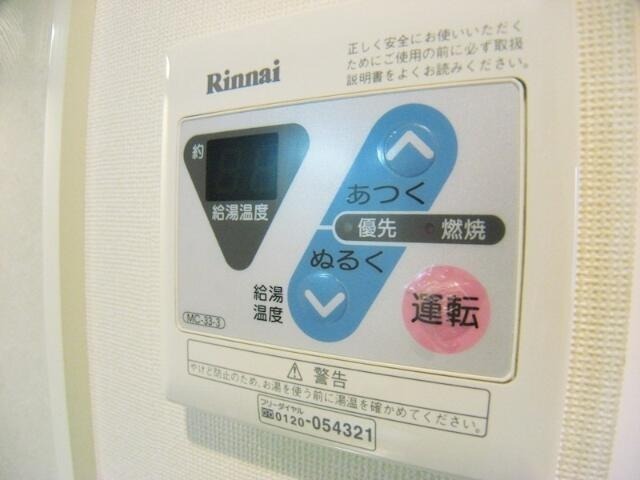 Rinnai
正しく安全にお使いいただく
ためにご使用の前に必ず取扱
説明書をよくお読みください。
約
給湯温度
あつく
優先 燃焼
ぬるく
給湯
温度
運転
MC-33-3
警告
やけど防止のため、お湯を使う前に湯温を確かめてください。
フリーダイヤル
0120-054321